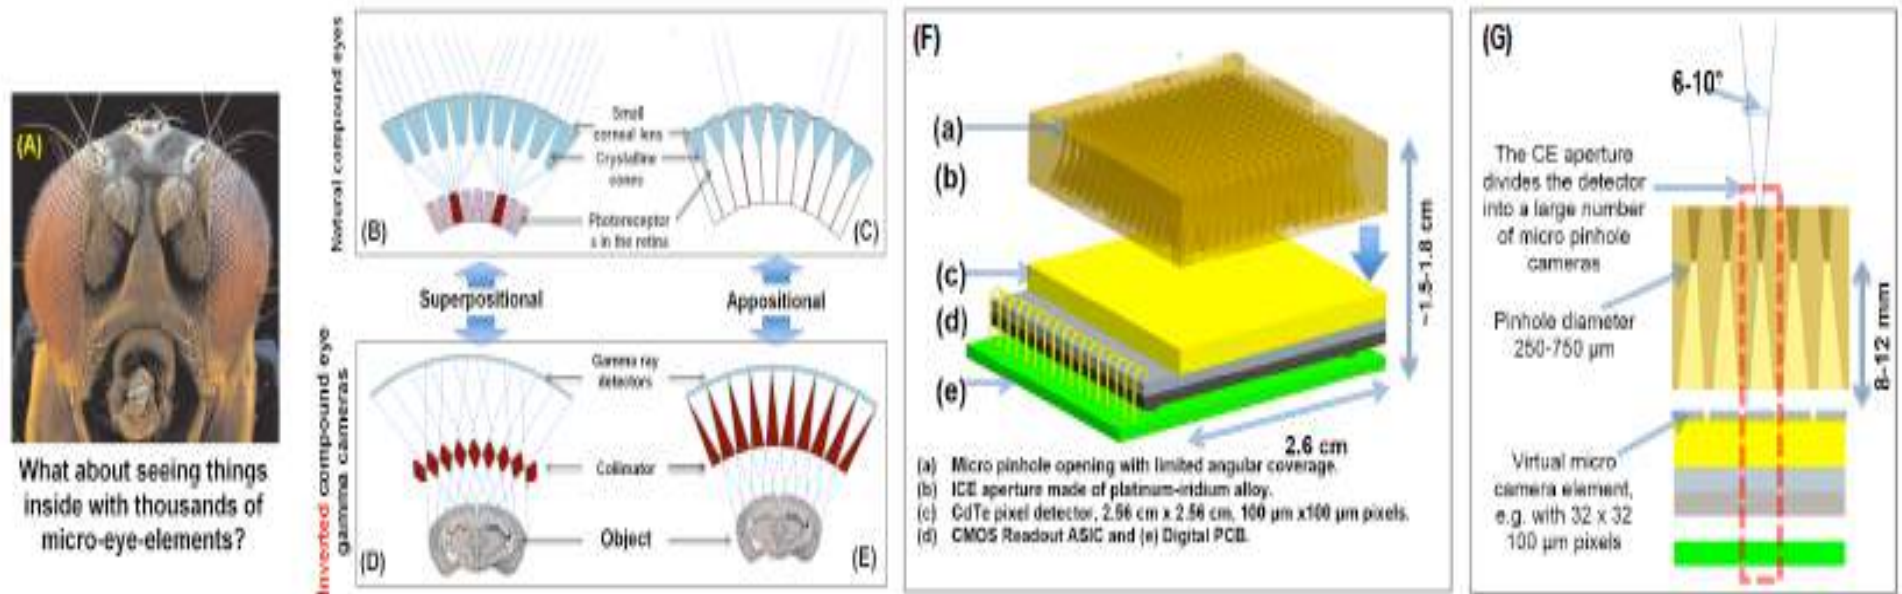 (A)
What about seeing things
inside with thousands of
micro-eye-elements?
Natural compound eyes
Small
corneal lens
Crystalline
cones
Photoreceptor
s in the retina
(B)
(C)
Superpositional
Appositional
Inverted compound eye
gamma cameras
Gamma ray
detectors
Collimator
Object
(D)
(E)
(F)
(a)
(b)
(c)
(d)
(e)
~1.5-1.8 cm
2.6 cm
(a) Micro pinhole opening with limited angular coverage.
(b) ICE aperture made of platinum-iridium alloy.
(c) CdTe pixel detector, 2.56 cm x 2.56 cm, 100 µm x100 µm pixels.
(d) CMOS Readout ASIC and (e) Digital PCB.
(G)
6-10°
The CE aperture
divides the detector
into a large number
of micro pinhole
cameras
Pinhole diameter
250-750 µm
8-12 mm
Virtual micro
camera element,
e.g. with 32 x 32
100 µm pixels